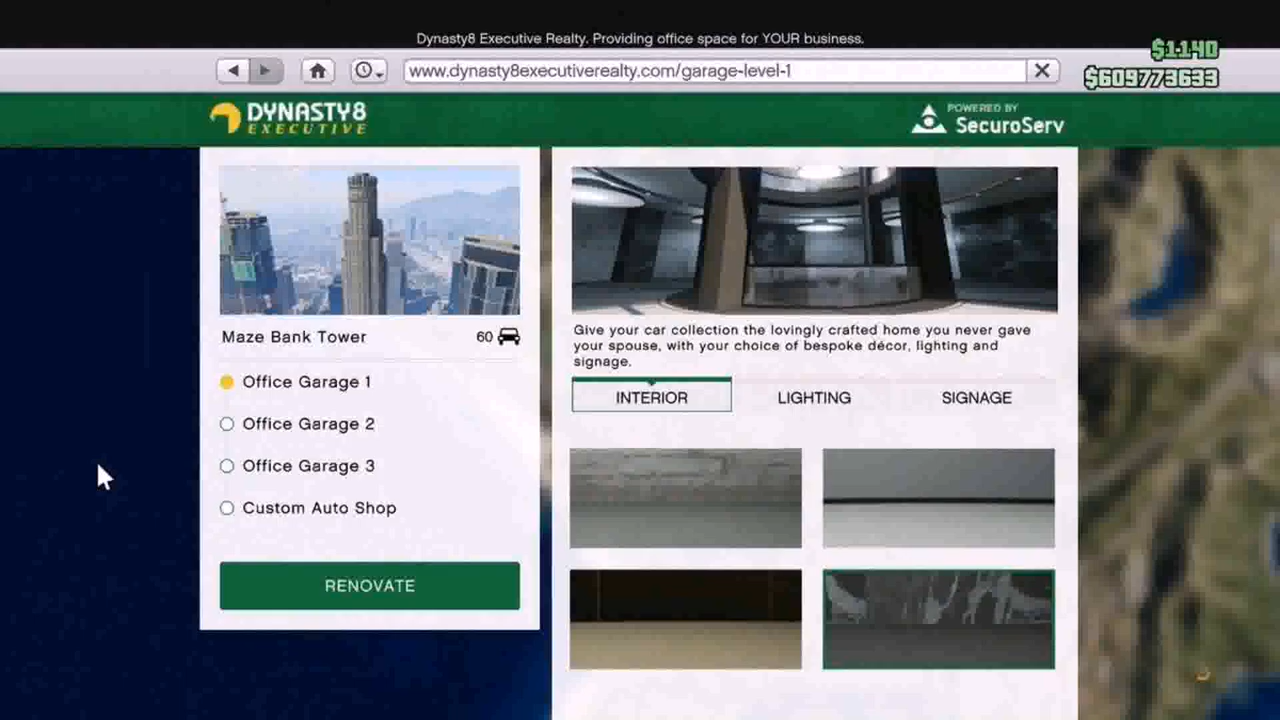 Dynasty8 Executive Realty. Providing office space for YOUR business.
$1140
www.dynasty8executiverealty.com/garage-level-1
$609773633
DYNASTY8
EXECUTIVE
POWERED BY
SecuroServ
Maze Bank Tower
60
Office Garage 1
Office Garage 2
Office Garage 3
Custom Auto Shop
RENOVATE
Give your car collection the lovingly crafted home you never gave
your spouse, with your choice of bespoke décor, lighting and
signage.
INTERIOR
LIGHTING
SIGNAGE